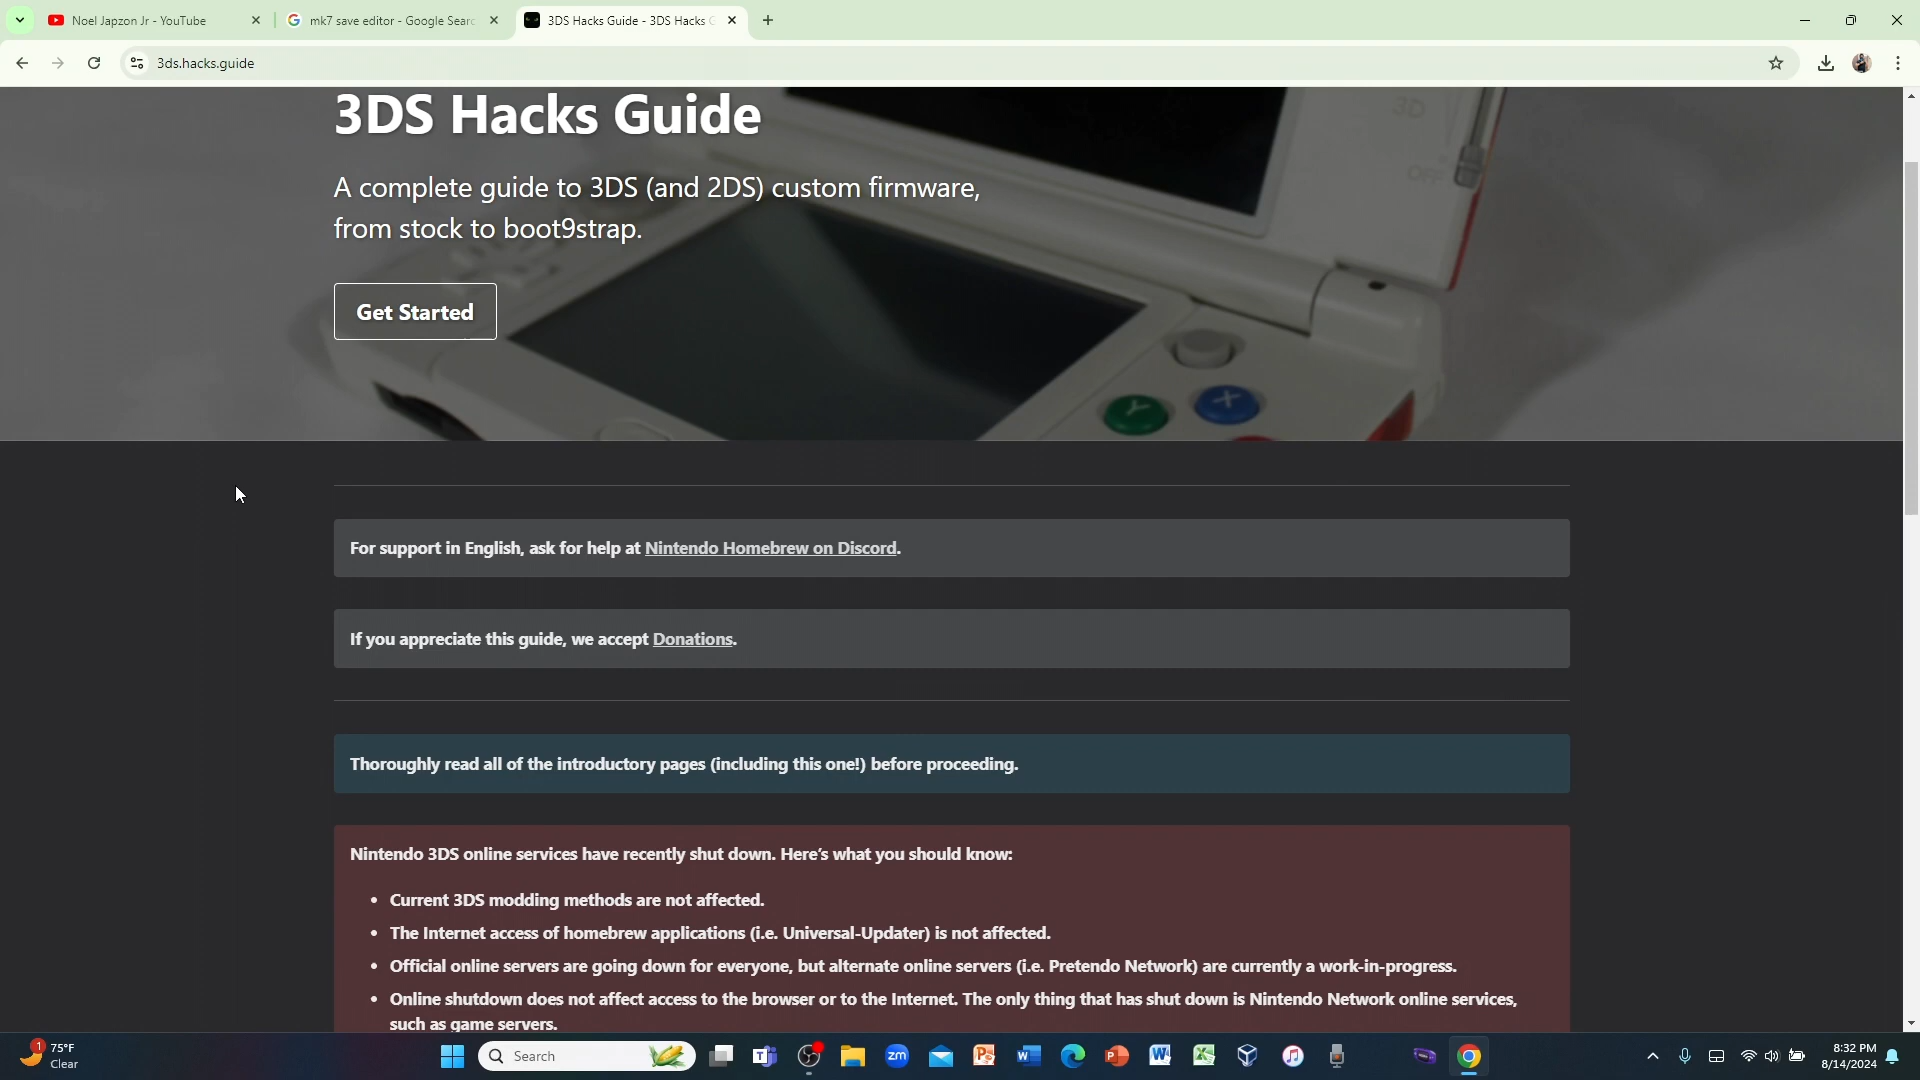 Noel Japzon Jr - YouTube
mk7 save editor - Google Searc
3DS Hacks Guide - 3DS Hacks G
3ds.hacks.guide
3DS Hacks Guide
A complete guide to 3DS (and 2DS) custom firmware,
from stock to boot9strap.
Get Started
3D
OFF
Y
X
For support in English, ask for help at Nintendo Homebrew on Discord.
If you appreciate this guide, we accept Donations.
Thoroughly read all of the introductory pages (including this one!) before proceeding.
Nintendo 3DS online services have recently shut down. Here's what you should know:
• Current 3DS modding methods are not affected.
• The Internet access of homebrew applications (i.e. Universal-Updater) is not affected.
• Official online servers are going down for everyone, but alternate online servers (i.e. Pretendo Network) are currently a work-in-progress.
• Online shutdown does not affect access to the browser or to the Internet. The only thing that has shut down is Nintendo Network online services,
such as game servers.
1
75°F
Clear
Search
zm
8:32 PM
8/14/2024